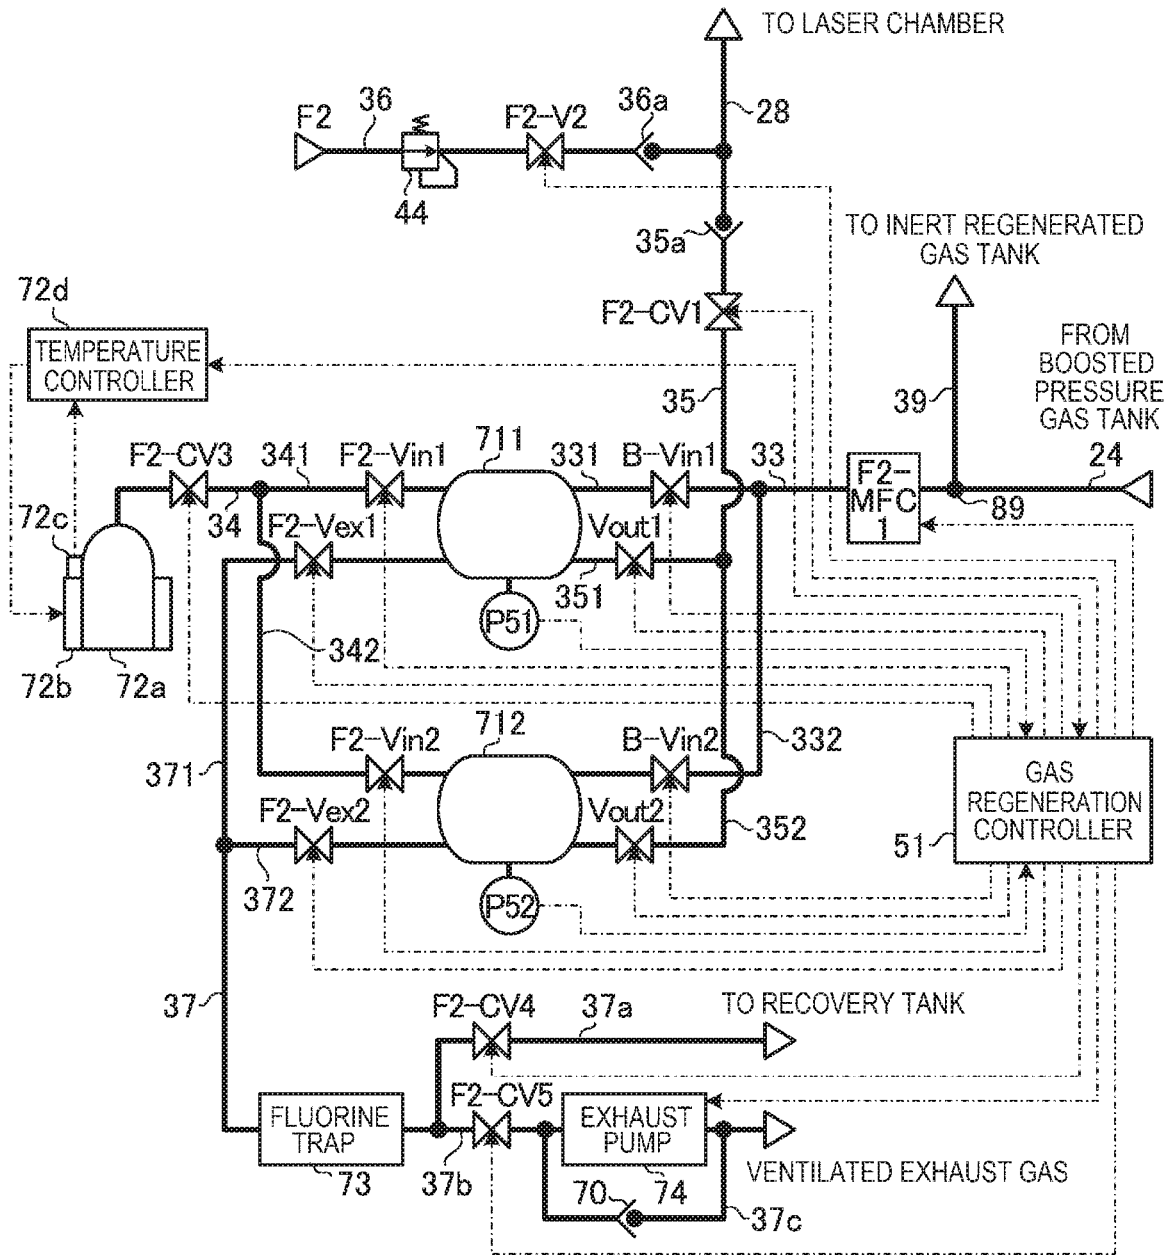 TO LASER CHAMBER
F2
36
F2-V2
36a
28
44
35a
TO INERT REGENERATED
GAS TANK
72d
F2-CV1
TEMPERATURE
CONTROLLER
FROM
BOOSTED
PRESSURE
GAS TANK
35
39
F2-CV3
341
F2-Vin1
711
331
B-Vin1
33
F2-
MFC
1
24
72c
34
F2-Vex1
Vout1
89
351
P51
342
72b
72a
712
F2-Vin2
B-Vin2
332
371
GAS
REGENERATION
CONTROLLER
F2-Vex2
Vout2
352
51
372
P52
37
F2-CV4
37a
TO RECOVERY TANK
F2-CV5
FLUORINE
TRAP
EXHAUST
PUMP
73
37b
70
74
VENTILATED EXHAUST GAS
37c